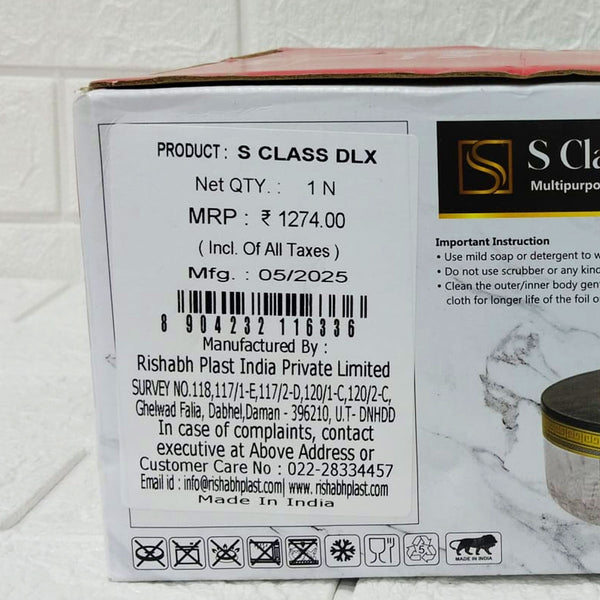 PRODUCT : S CLASS DLX
Net QTY. : 1 N
MRP : ₹ 1274.00
( Incl. Of All Taxes )
Mfg. : 05/2025
8 904232 116336
Manufactured By :
Rishabh Plast India Private Limited
SURVEY NO.118,117/1-E,117/2-D,120/1-C,120/2-C,
Ghelwad Falia, Dabhel,Daman - 396210, U.T- DNHDD
In case of complaints, contact
executive at Above Address or
Customer Care No : 022-28334457
Email id : info@rishabhplast.com| www. rishabhplast.com
Made In India
S Cla
Multipurpo
Important Instruction
• Use mild soap or detergent to w
• Do not use scrubber or any kind
• Clean the outer/inner body gen
cloth for longer life of the foil o
5
MAKE IN INDIA